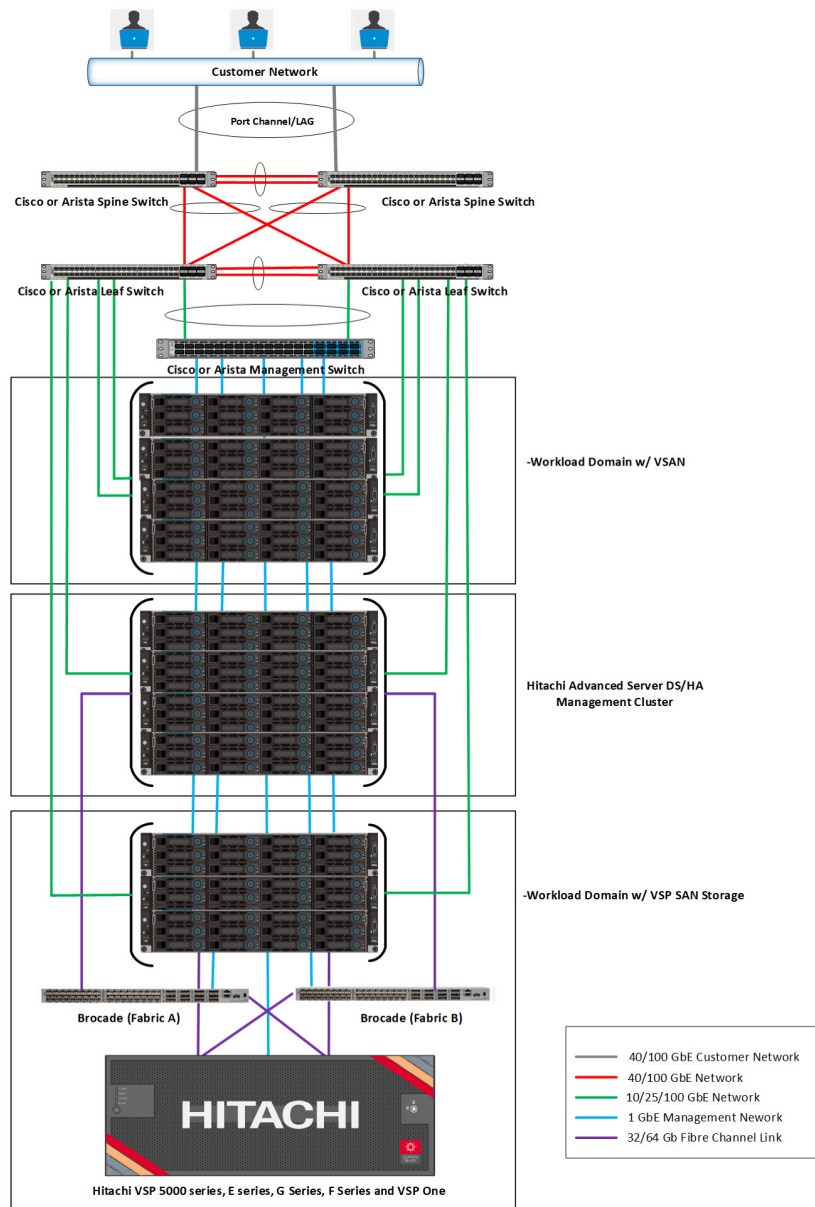 Customer Network
Port Channel/LAG
Cisco or Arista Spine Switch
Cisco or Arista Spine Switch
Cisco or Arista Leaf Switch
Cisco or Arista Leaf Switch
Cisco or Arista Management Switch
-Workload Domain w/ VSAN
Hitachi Advanced Server DS/HA
Management Cluster
-Workload Domain w/ VSP SAN Storage
Brocade (Fabric A)
Brocade (Fabric B)
HITACHI
Hitachi VSP 5000 series, E series, G Series, F Series and VSP One
40/100 GbE Customer Network
40/100 GbE Network
10/25/100 GbE Network
1 GbE Management Nework
32/64 Gb Fibre Channel Link